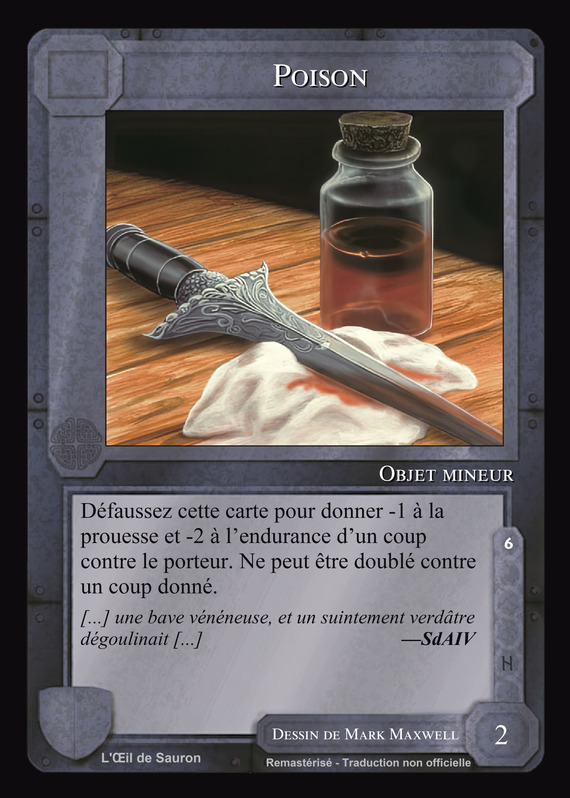 Poison
Objet mineur
Défaussez cette carte pour donner -1 à la
prouesse et -2 à l'endurance d'un coup
contre le porteur. Ne peut être doublé contre
un coup donné.
[...] une bave vénéneuse, et un suintement verdâtre
dégoulinait [...] —SdAIV
6
Dessin de Mark Maxwell
2
L'Œil de Sauron
Remastérisé - Traduction non officielle